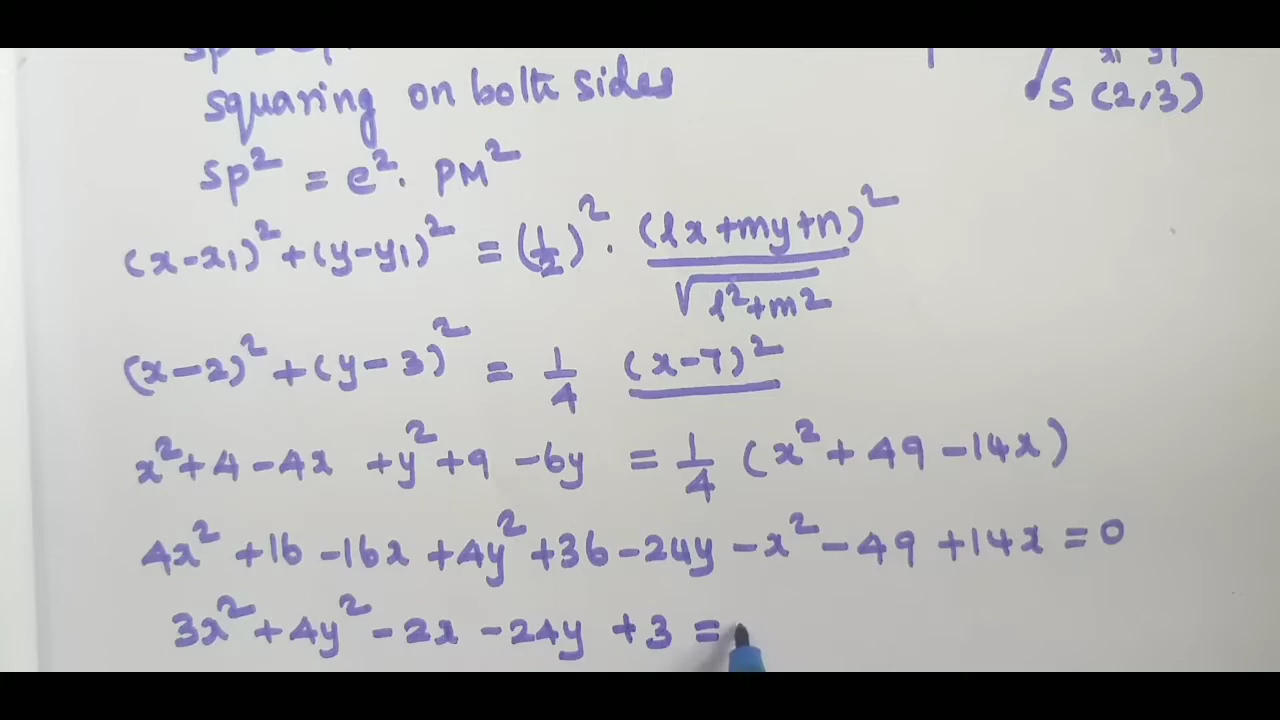 x1 y1
squaring on both sides
S (2,3)
SP² = e². PM²
(x-x₁)²+(y-y₁)² = (1/2)². (lx+my+n)²/√l²+m²
(x-2)²+(y-3)² = 1/4 (x-7)²
x²+4-4x +y²+9 -6y = 1/4 (x²+49-14x)
4x²+16-16x+4y²+36-24y-x²-49+14x=0
3x²+4y²-2x-24y+3=